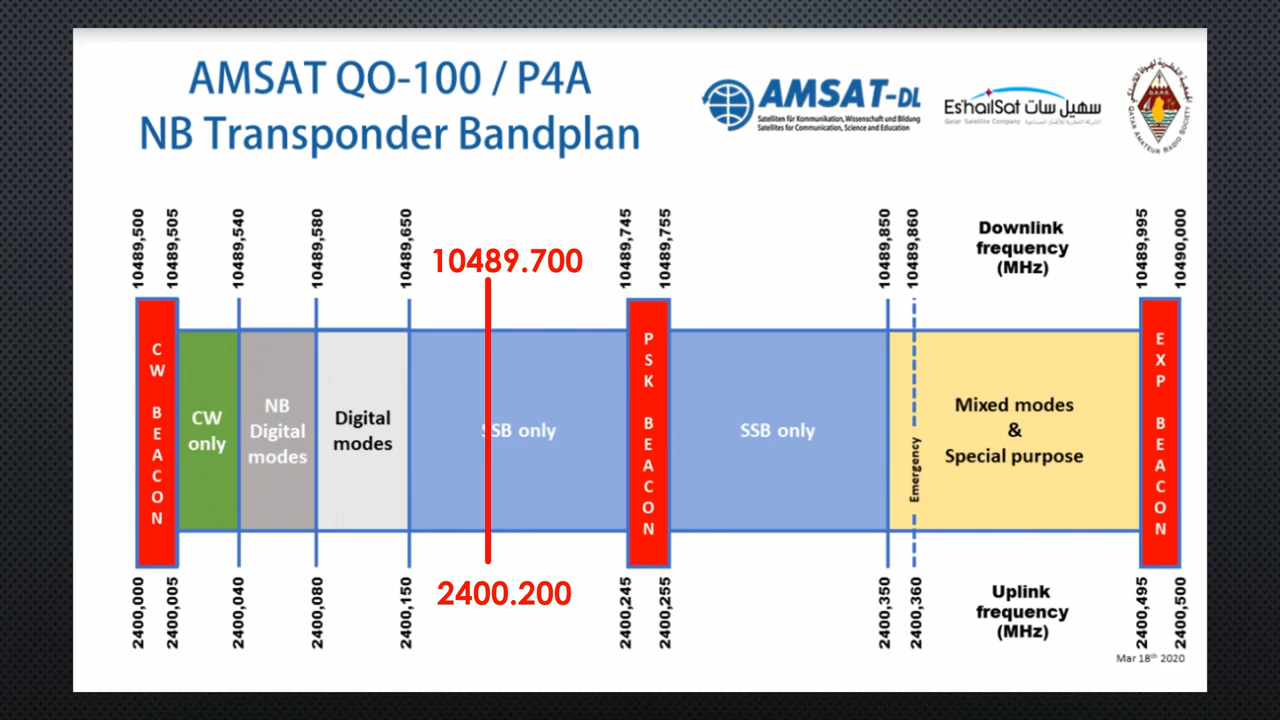 AMSAT QO-100 / P4A
NB Transponder Bandplan
AMSAT-DL
Satelliten für Kommunikation, Wissenschaft und Bildung
Satellites for Communication, Science and Education
Es'hailSat سهيل سات
Qatar Satellite Company
QATAR AMATEUR RADIO SOCIETY
10489,500
10489,505
10489,540
10489,580
10489,650
10489.700
10489,745
10489,755
10489,850
10489,860
Downlink
frequency
(MHz)
10489,995
10490,000
CW BEACON
CW
only
NB
Digital
modes
Digital
modes
SSB only
PSK BEACON
SSB only
Emergency
Mixed modes
&
Special purpose
EXP BEACON
2400,000
2400,005
2400,040
2400,080
2400,150
2400.200
2400,245
2400,255
2400,350
2400,360
Uplink
frequency
(MHz)
2400,495
2400,500
Mar 18th 2020